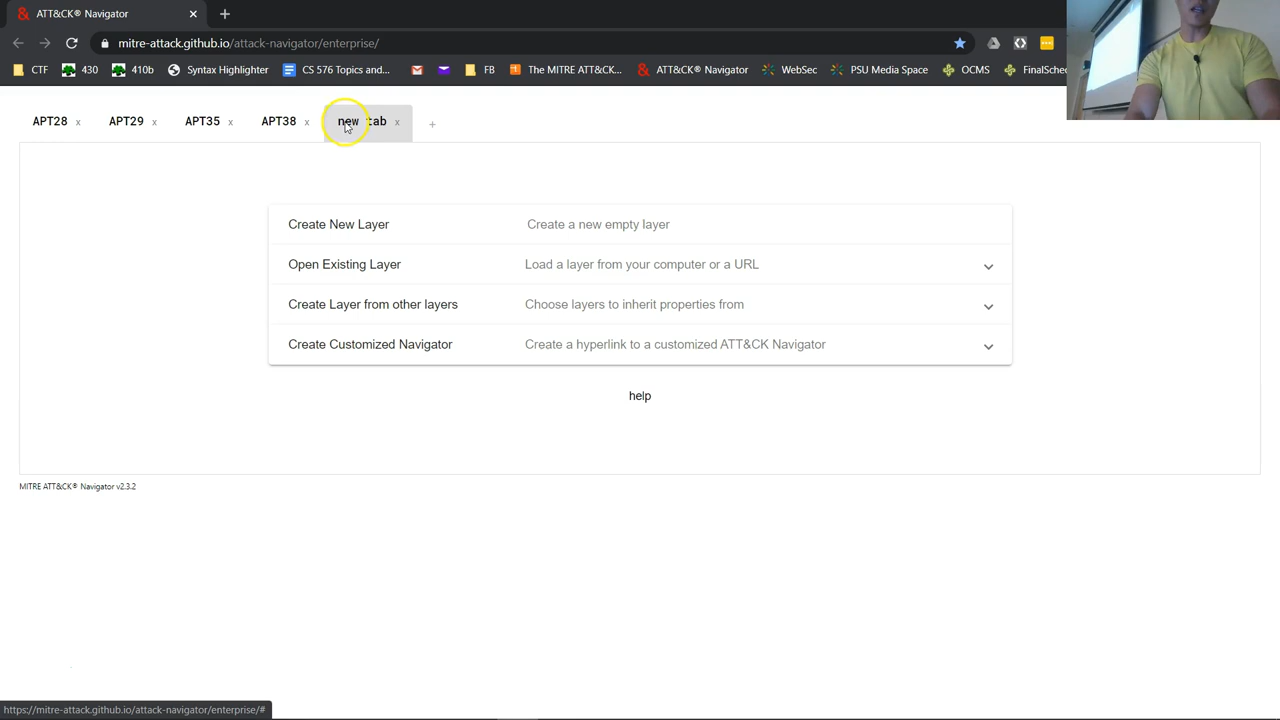 ATT&CK® Navigator
mitre-attack.github.io/attack-navigator/enterprise/
CTF 430 410b Syntax Highlighter CS 576 Topics and... FB The MITRE ATT&CK... ATT&CK® Navigator WebSec PSU Media Space OCMS FinalSched
APT28 x APT29 x APT35 x APT38 x new tab x +
Create New Layer Create a new empty layer
Open Existing Layer Load a layer from your computer or a URL
Create Layer from other layers Choose layers to inherit properties from
Create Customized Navigator Create a hyperlink to a customized ATT&CK Navigator
help
MITRE ATT&CK® Navigator v2.3.2
https://mitre-attack.github.io/attack-navigator/enterprise/#